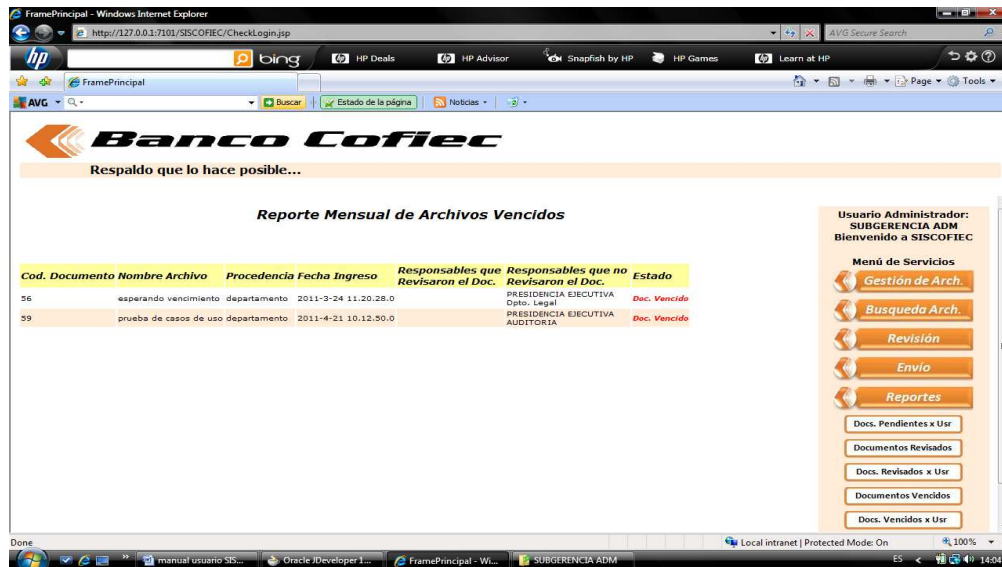 FramePrincipal - Windows Internet Explorer
http://127.0.0.1:7101/SISCOFIEC/CheckLogin.jsp
AVG Secure Search
hp
bing
HP Deals
HP Advisor
Snapfish by HP
HP Games
Learn at HP
FramePrincipal
Page
Tools
AVG
Buscar
Estado de la página
Noticias
Banco Cofiec
Respaldo que lo hace posible...
Reporte Mensual de Archivos Vencidos
Cod. Documento Nombre Archivo Procedencia Fecha Ingreso Responsables que Revisaron el Doc. Responsables que no Revisaron el Doc. Estado
56 esperando vencimiento departamento 2011-3-24 11.20.28.0 PRESIDENCIA EJECUTIVA Dpto. Legal Doc. Vencido
59 prueba de casos de uso departamento 2011-4-21 10.12.50.0 PRESIDENCIA EJECUTIVA AUDITORIA Doc. Vencido
Usuario Administrador:
SUBGERENCIA ADM
Bienvenido a SISCOFIEC
Menú de Servicios
Gestión de Arch.
Busqueda Arch.
Revisión
Envío
Reportes
Docs. Pendientes x Usr
Documentos Revisados
Docs. Revisados x Usr
Documentos Vencidos
Docs. Vencidos x Usr
Done
Local intranet | Protected Mode: On
100%
manual usuario SIS...
Oracle JDeveloper 1...
FramePrincipal - Wi...
SUBGERENCIA ADM
ES
14:04